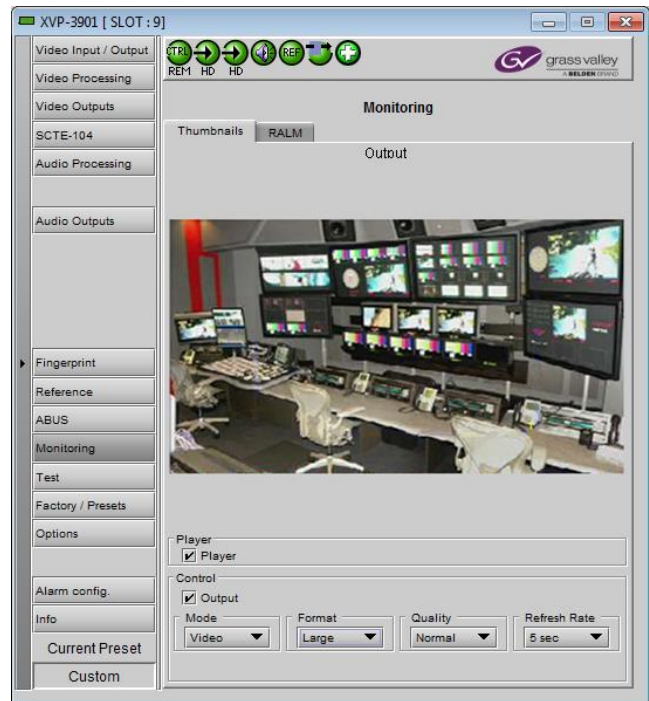 XVP-3901 [ SLOT : 9]
CTRL
REF
REM HD HD
grass valley
A BELDEN BRAND
Video Input / Output
Video Processing
Video Outputs
SCTE-104
Audio Processing
Audio Outputs
Fingerprint
Reference
ABUS
Monitoring
Test
Factory / Presets
Options
Alarm config.
Info
Current Preset
Custom
Monitoring
Thumbnails RALM
Output
Player
Player
Control
Output
Mode Format Quality Refresh Rate
Video Large Normal 5 sec